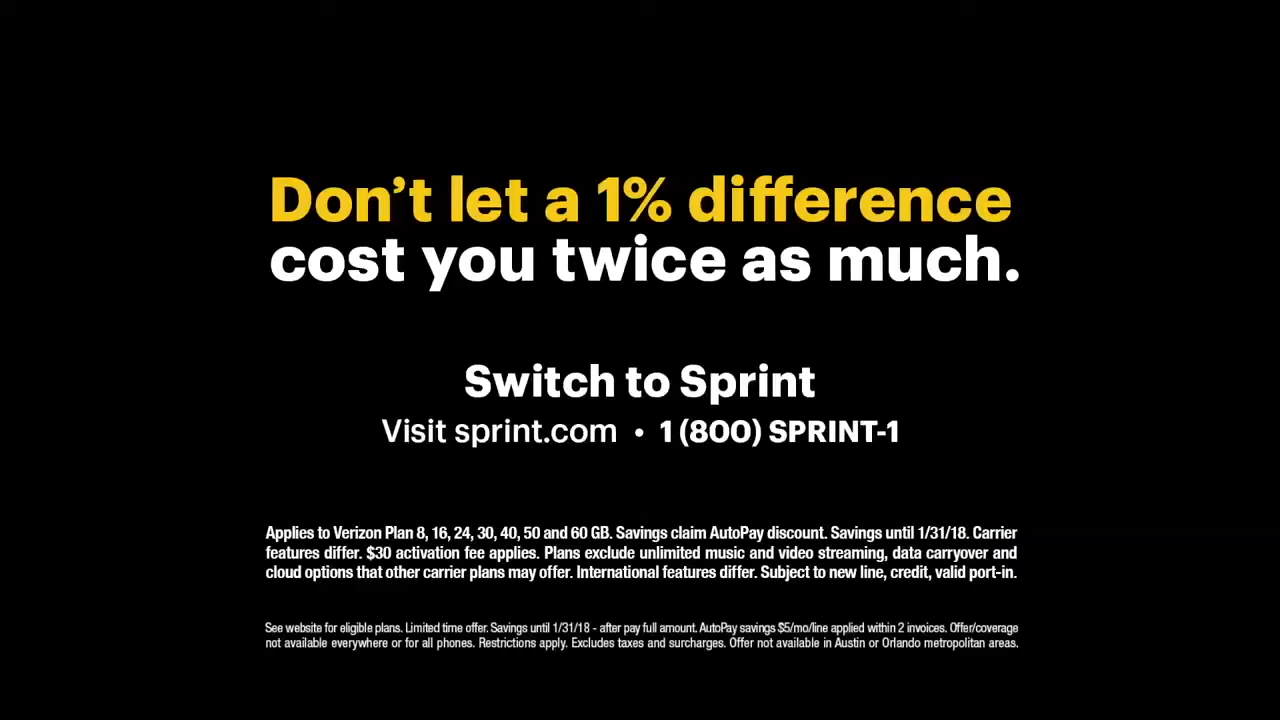 Don't let a 1% difference
cost you twice as much.
Switch to Sprint
Visit sprint.com • 1 (800) SPRINT-1
Applies to Verizon Plan 8, 16, 24, 30, 40, 50 and 60 GB. Savings claim AutoPay discount. Savings until 1/31/18. Carrier
features differ. $30 activation fee applies. Plans exclude unlimited music and video streaming, data carryover and
cloud options that other carrier plans may offer. International features differ. Subject to new line, credit, valid port-in.
See website for eligible plans. Limited time offer. Savings until 1/31/18 - after pay full amount. AutoPay savings $5/mo/line applied within 2 invoices. Offer/coverage
not available everywhere or for all phones. Restrictions apply. Excludes taxes and surcharges. Offer not available in Austin or Orlando metropolitan areas.